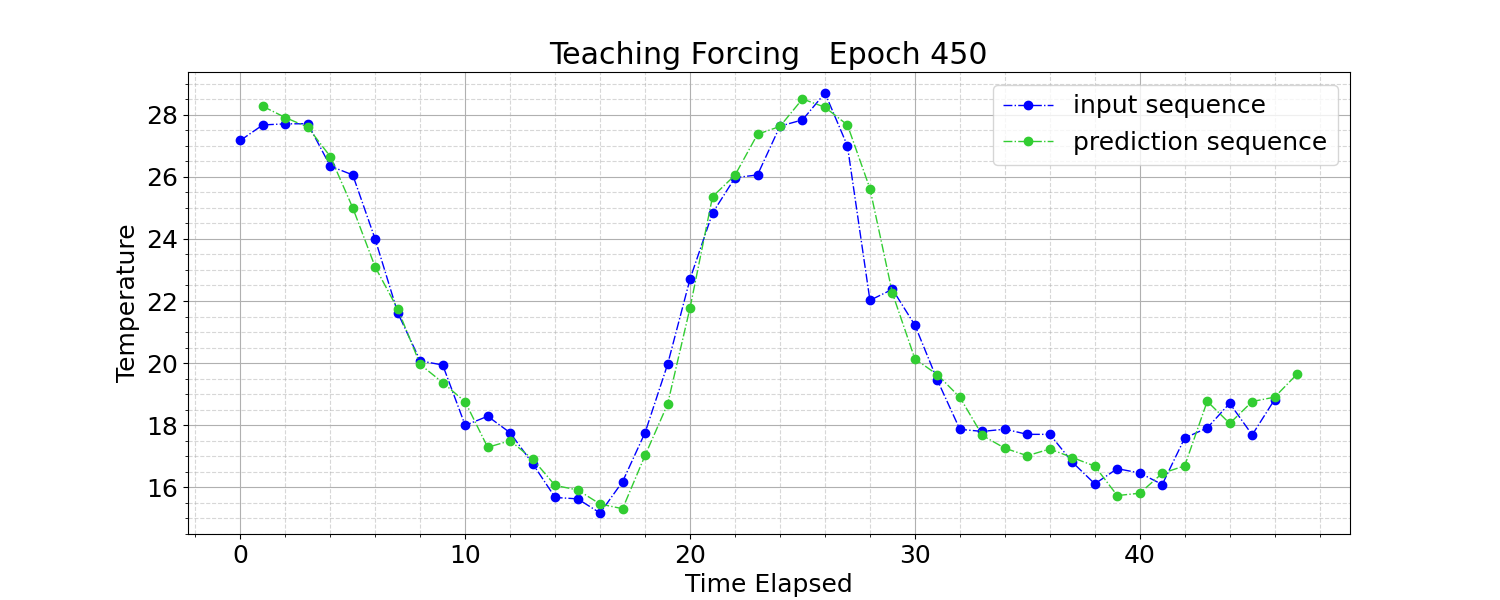 Teaching Forcing   Epoch 450
input sequence
prediction sequence
Temperature
28
26
24
22
20
18
16
0 10 20 30 40
Time Elapsed